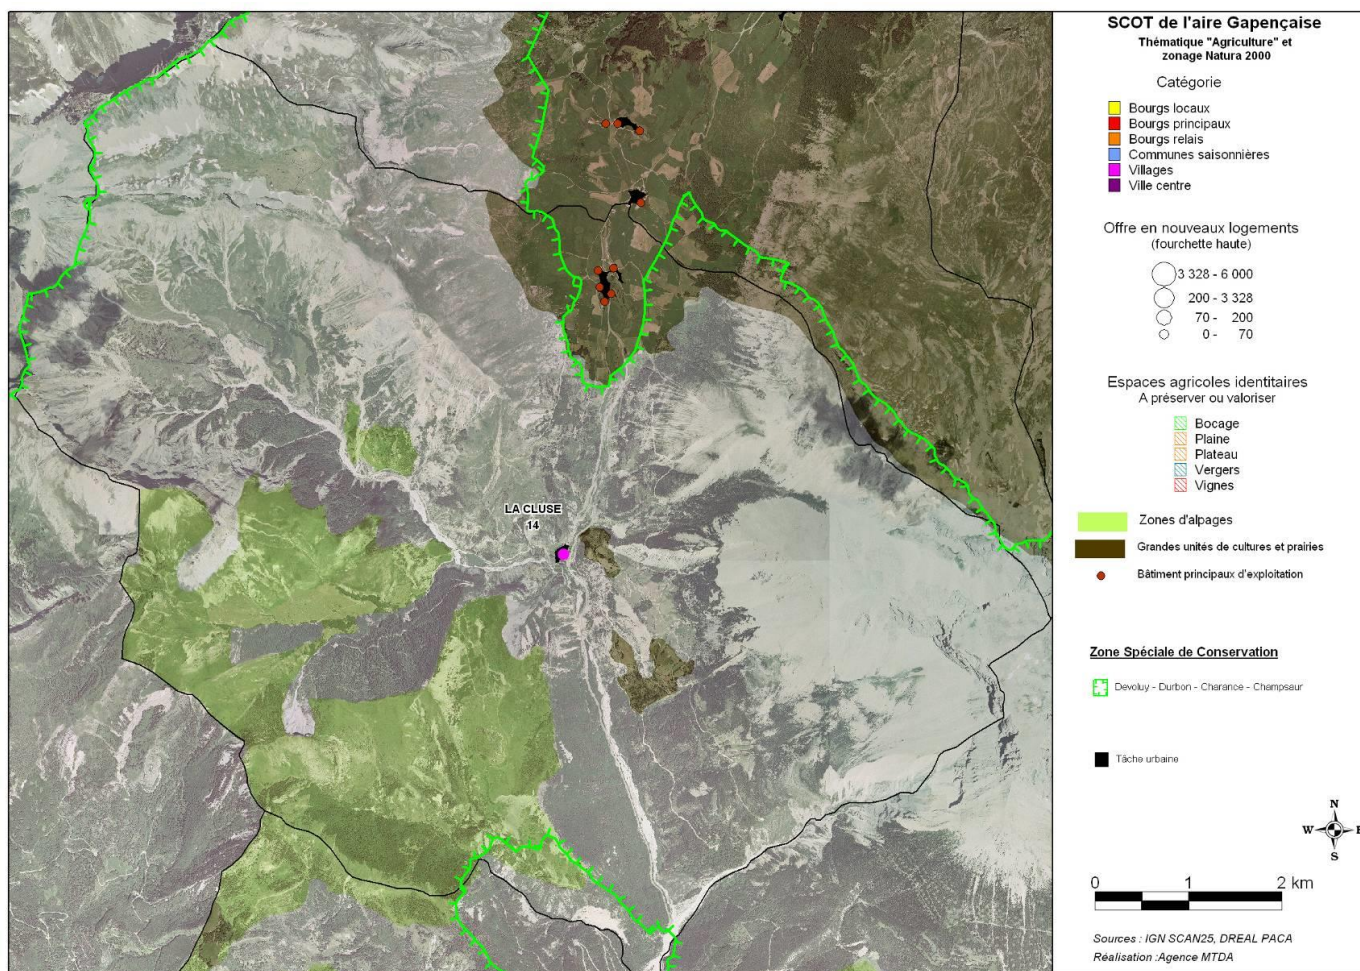 SCOT de l'aire Gapençaise
Thématique "Agriculture" et
zonage Natura 2000
Catégorie
Bourgs locaux
Bourgs principaux
Bourgs relais
Communes saisonnières
Villages
Ville centre
Offre en nouveaux logements
(fourchette haute)
3 328 - 6 000
200 - 3 328
70 - 200
0 - 70
Espaces agricoles identitaires
A préserver ou valoriser
Bocage
Plaine
Plateau
Vergers
Vignes
LA CLUSE
14
Zones d'alpages
Grandes unités de cultures et prairies
Bâtiment principaux d'exploitation
Zone Spéciale de Conservation
Devoluy - Durbon - Charance - Champsaur
Tâche urbaine
N
W E
S
0 1 2 km
Sources : IGN SCAN25, DREAL PACA
Réalisation :Agence MTDA